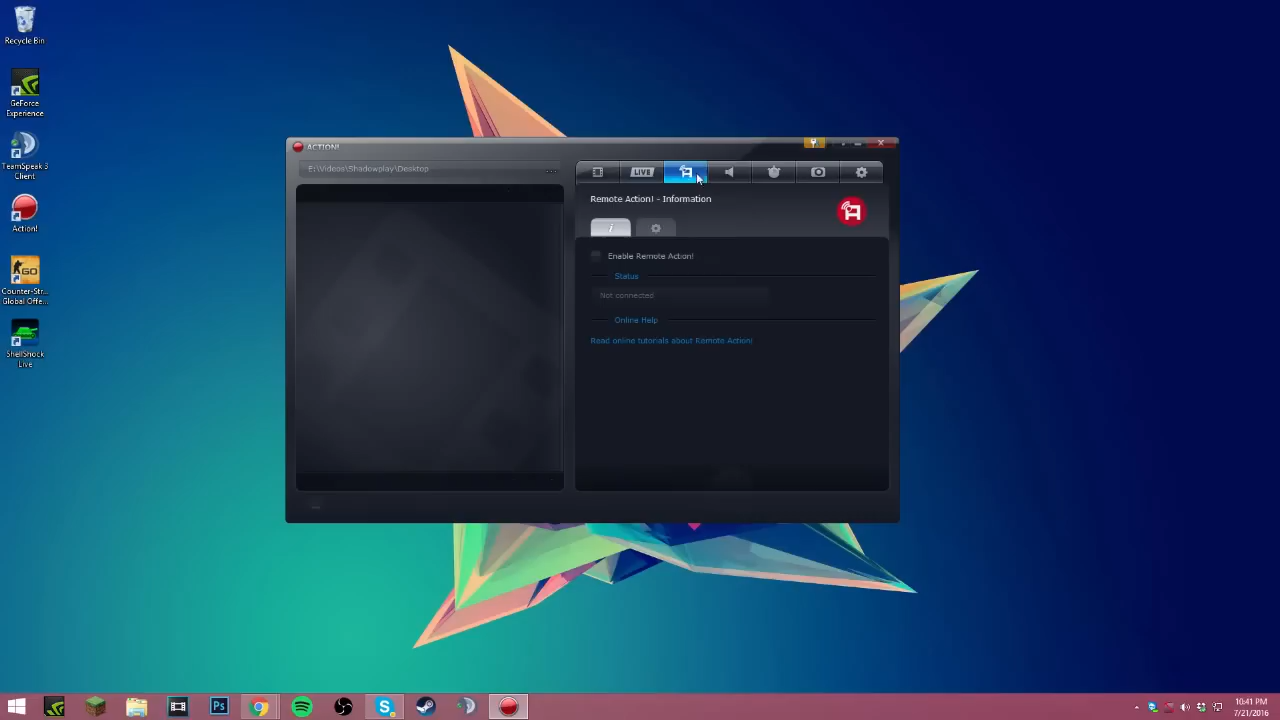 Recycle Bin
GeForce
Experience
TeamSpeak 3
Client
Action!
GO
Counter-Str...
Global Offe...
ShellShock
Live
ACTION!
E:\Videos\Shadowplay\Desktop
...
LIVE
Remote Action! - Information
i
Enable Remote Action!
Status
Not connected
Online Help
Read online tutorials about Remote Action!
Ps
S
10:41 PM
7/21/2016